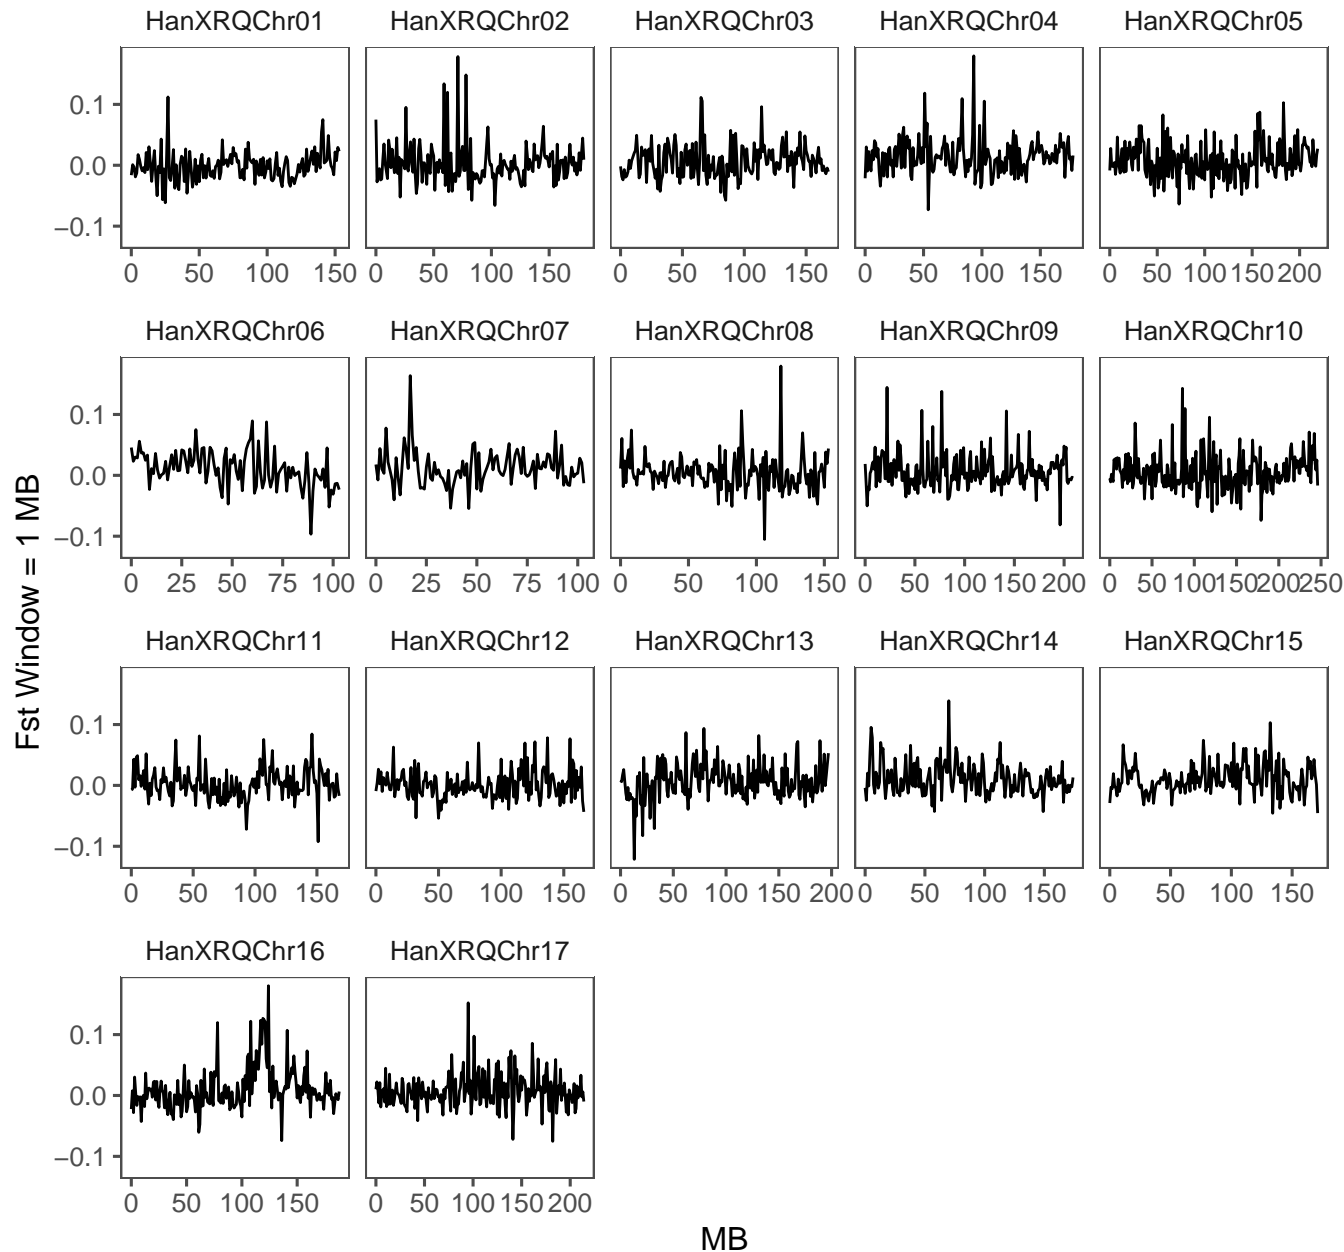 HanXRQChr01 HanXRQChr02 HanXRQChr03 HanXRQChr04 HanXRQChr05
0.1
0.0
−0.1
0 50 100 150 0 50 100 150 0 50 100 150 0 50 100 150 0 50 100 150 200
HanXRQChr06 HanXRQChr07 HanXRQChr08 HanXRQChr09 HanXRQChr10
0.1
0.0
−0.1
0 25 50 75 100 0 25 50 75 100 0 50 100 150 0 50 100 150 200 0 50 100 150 200 250
HanXRQChr11 HanXRQChr12 HanXRQChr13 HanXRQChr14 HanXRQChr15
0.1
0.0
−0.1
0 50 100 150 0 50 100 150 0 50 100 150 200 0 50 100 150 0 50 100 150
HanXRQChr16 HanXRQChr17
0.1
0.0
−0.1
0 50 100 150 0 50 100 150 200
Fst Window = 1 MB
MB